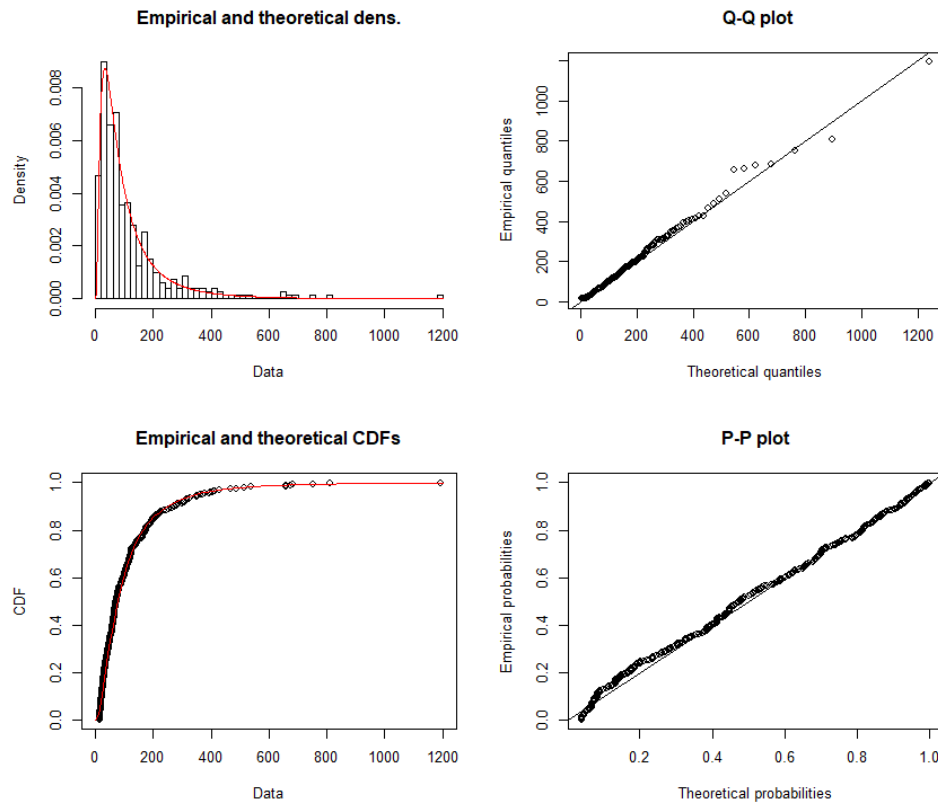 Empirical and theoretical dens.
Density
0.000 0.002 0.004 0.006 0.008
0 200 400 600 800 1000 1200
Data
Q-Q plot
Empirical quantiles
0 200 400 600 800 1000
0 200 400 600 800 1000 1200
Theoretical quantiles
Empirical and theoretical CDFs
CDF
0.0 0.2 0.4 0.6 0.8 1.0
0 200 400 600 800 1000 1200
Data
P-P plot
Empirical probabilities
0.0 0.2 0.4 0.6 0.8 1.0
0.2 0.4 0.6 0.8 1.0
Theoretical probabilities